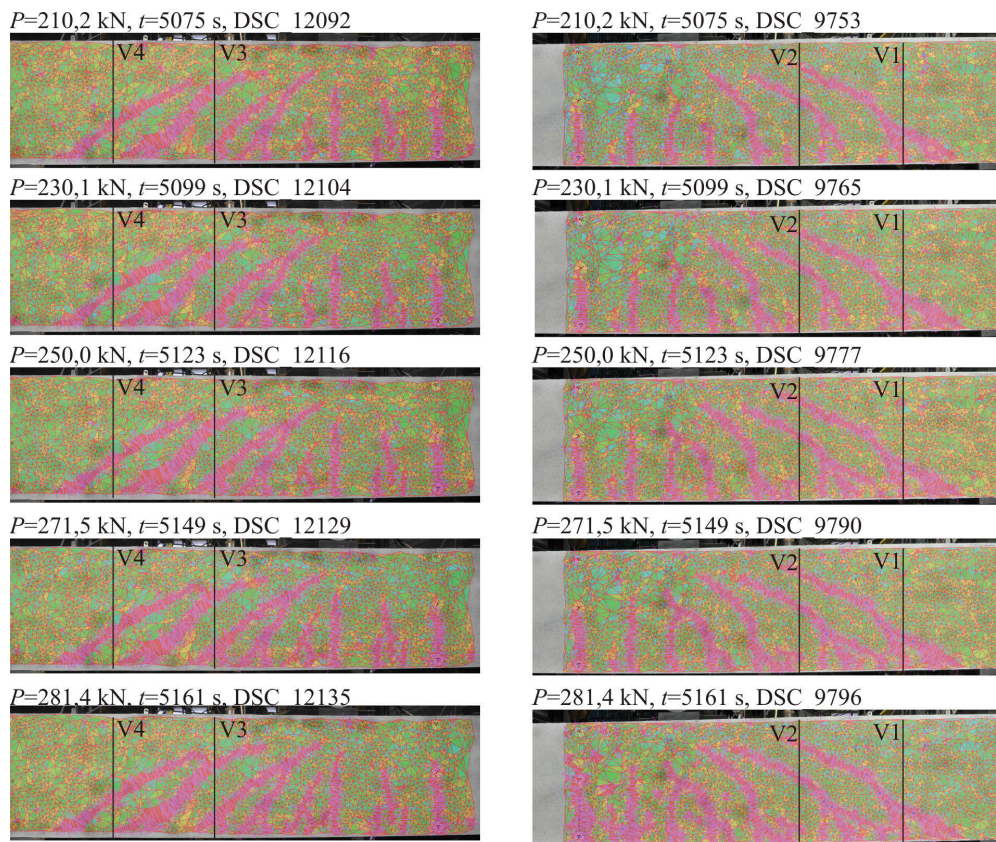 P=210,2 kN, t=5075 s, DSC 12092
P=210,2 kN, t=5075 s, DSC 9753
V4 V3
V2 V1
P=230,1 kN, t=5099 s, DSC 12104
P=230,1 kN, t=5099 s, DSC 9765
V4 V3
V2 V1
P=250,0 kN, t=5123 s, DSC 12116
P=250,0 kN, t=5123 s, DSC 9777
V4 V3
V2 V1
P=271,5 kN, t=5149 s, DSC 12129
P=271,5 kN, t=5149 s, DSC 9790
V4 V3
V2 V1
P=281,4 kN, t=5161 s, DSC 12135
P=281,4 kN, t=5161 s, DSC 9796
V4 V3
V2 V1